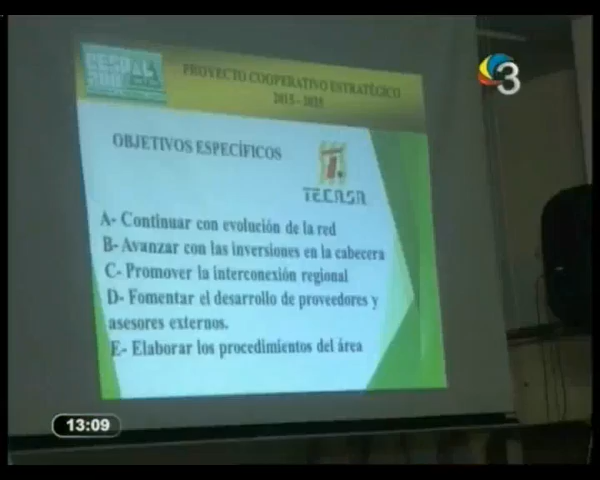 3
CESOPOL
PROYECTO COOPERATIVO ESTRATÉGICO
2015 - 2025
OBJETIVOS ESPECÍFICOS
T.
TECASA
A- Continuar con evolución de la red
B- Avanzar con las inversiones en la cabecera
C- Promover la interconexión regional
D- Fomentar el desarrollo de proveedores y
asesores externos.
E- Elaborar los procedimientos del área
13:09